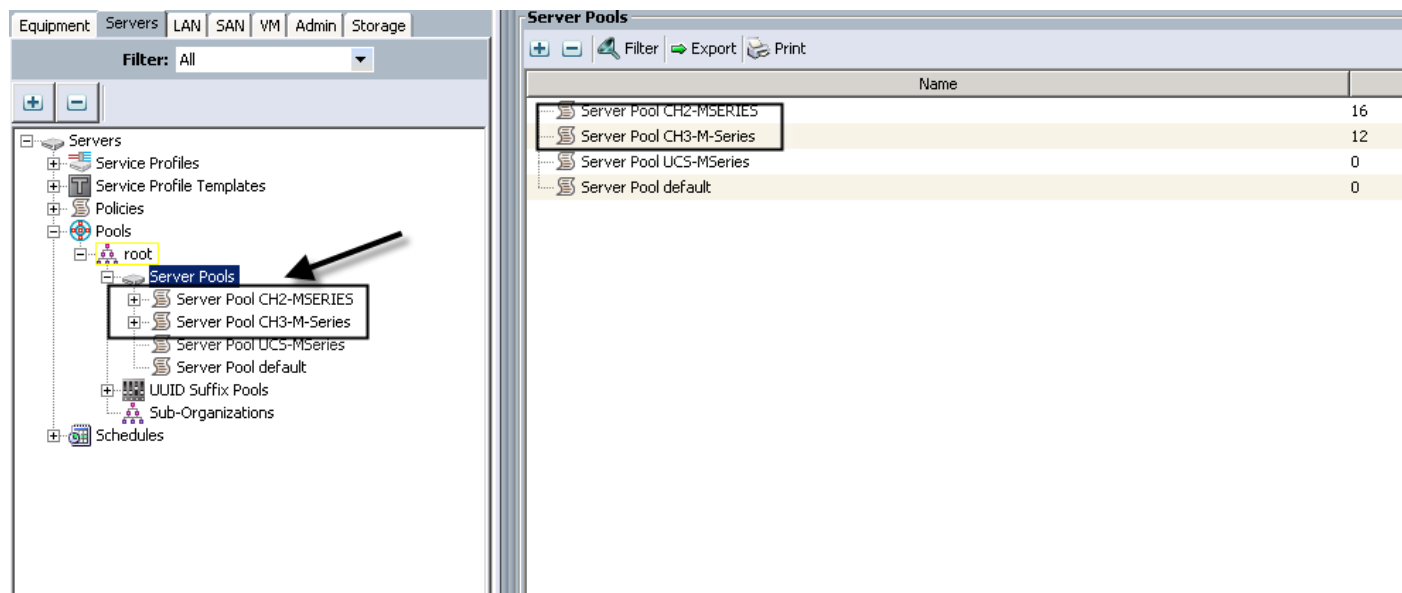 Equipment Servers LAN SAN VM Admin Storage
Filter: All
Servers
Service Profiles
Service Profile Templates
Policies
Pools
root
Server Pools
Server Pool CH2-MSERIES
Server Pool CH3-M-Series
Server Pool UCS-MSeries
Server Pool default
UUID Suffix Pools
Sub-Organizations
Schedules
Server Pools
Filter Export Print
Name
Server Pool CH2-MSERIES 16
Server Pool CH3-M-Series 12
Server Pool UCS-MSeries 0
Server Pool default 0